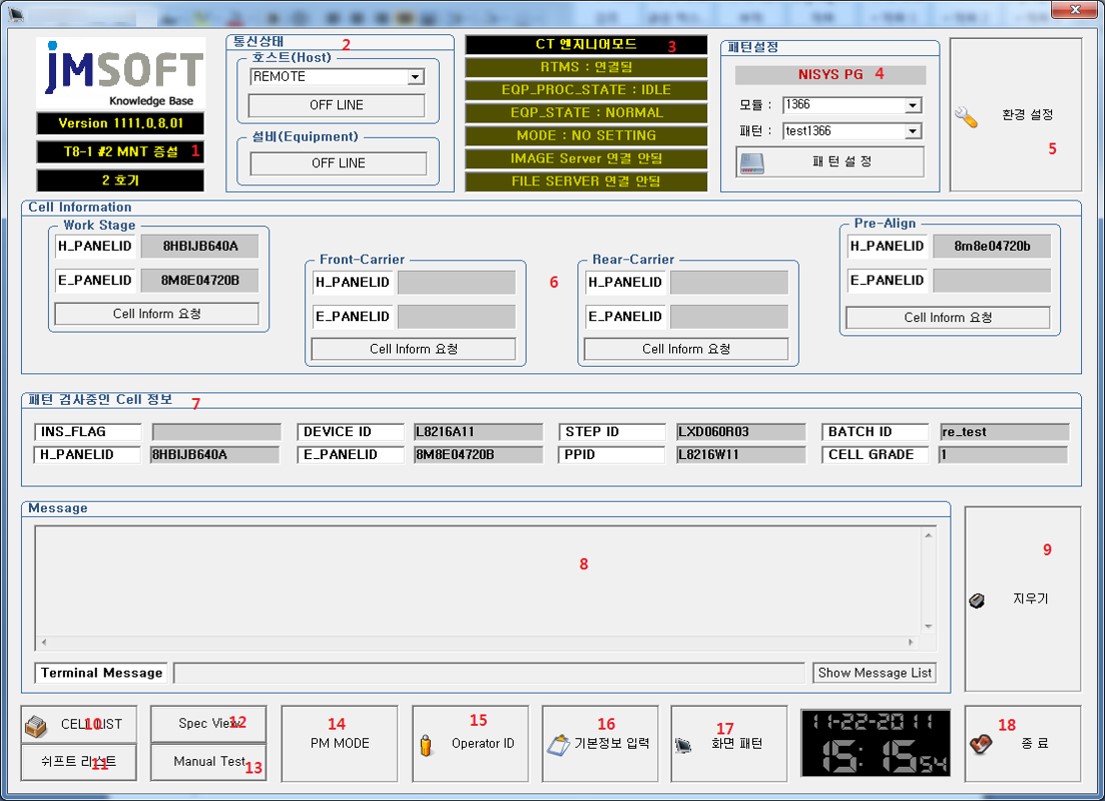 jMSOFT
Knowledge Base
Version 1111.0.8.01
T8-1 #2 MNT 증설 1
2 호기
통신상태 2
호스트(Host)
REMOTE
OFF LINE
설비(Equipment)
OFF LINE
CT 엔지니어모드 3
RTMS : 연결됨
EQP_PROC_STATE : IDLE
EQP_STATE : NORMAL
MODE : NO SETTING
IMAGE Server 연결 안됨
FILE SERVER 연결 안됨
패턴설정
NISYS PG 4
모듈 : 1366
패턴 : test1366
패 턴 설 정
환경 설정
5
Cell Information
Work Stage
H_PANELID 8HBIJB640A
E_PANELID 8M8E04720B
Cell Inform 요청
Front-Carrier
H_PANELID
E_PANELID
Cell Inform 요청
6
Rear-Carrier
H_PANELID
E_PANELID
Cell Inform 요청
Pre-Align
H_PANELID 8m8e04720b
E_PANELID
Cell Inform 요청
패턴 검사중인 Cell 정보 7
INS_FLAG DEVICE ID L8216A11 STEP ID LXD060R03 BATCH ID re_test
H_PANELID 8HBIJB640A E_PANELID 8M8E04720B PPID L8216W11 CELL GRADE 1
Message
8
Terminal Message Show Message List
9
지우기
CELL LIST 10
쉬프트 리스트 11
Spec View 12
Manual Test 13
14
PM MODE
15
Operator ID
16
기본정보 입력
17
화면 패턴
11-22-2011
15:15 54
18
종 료